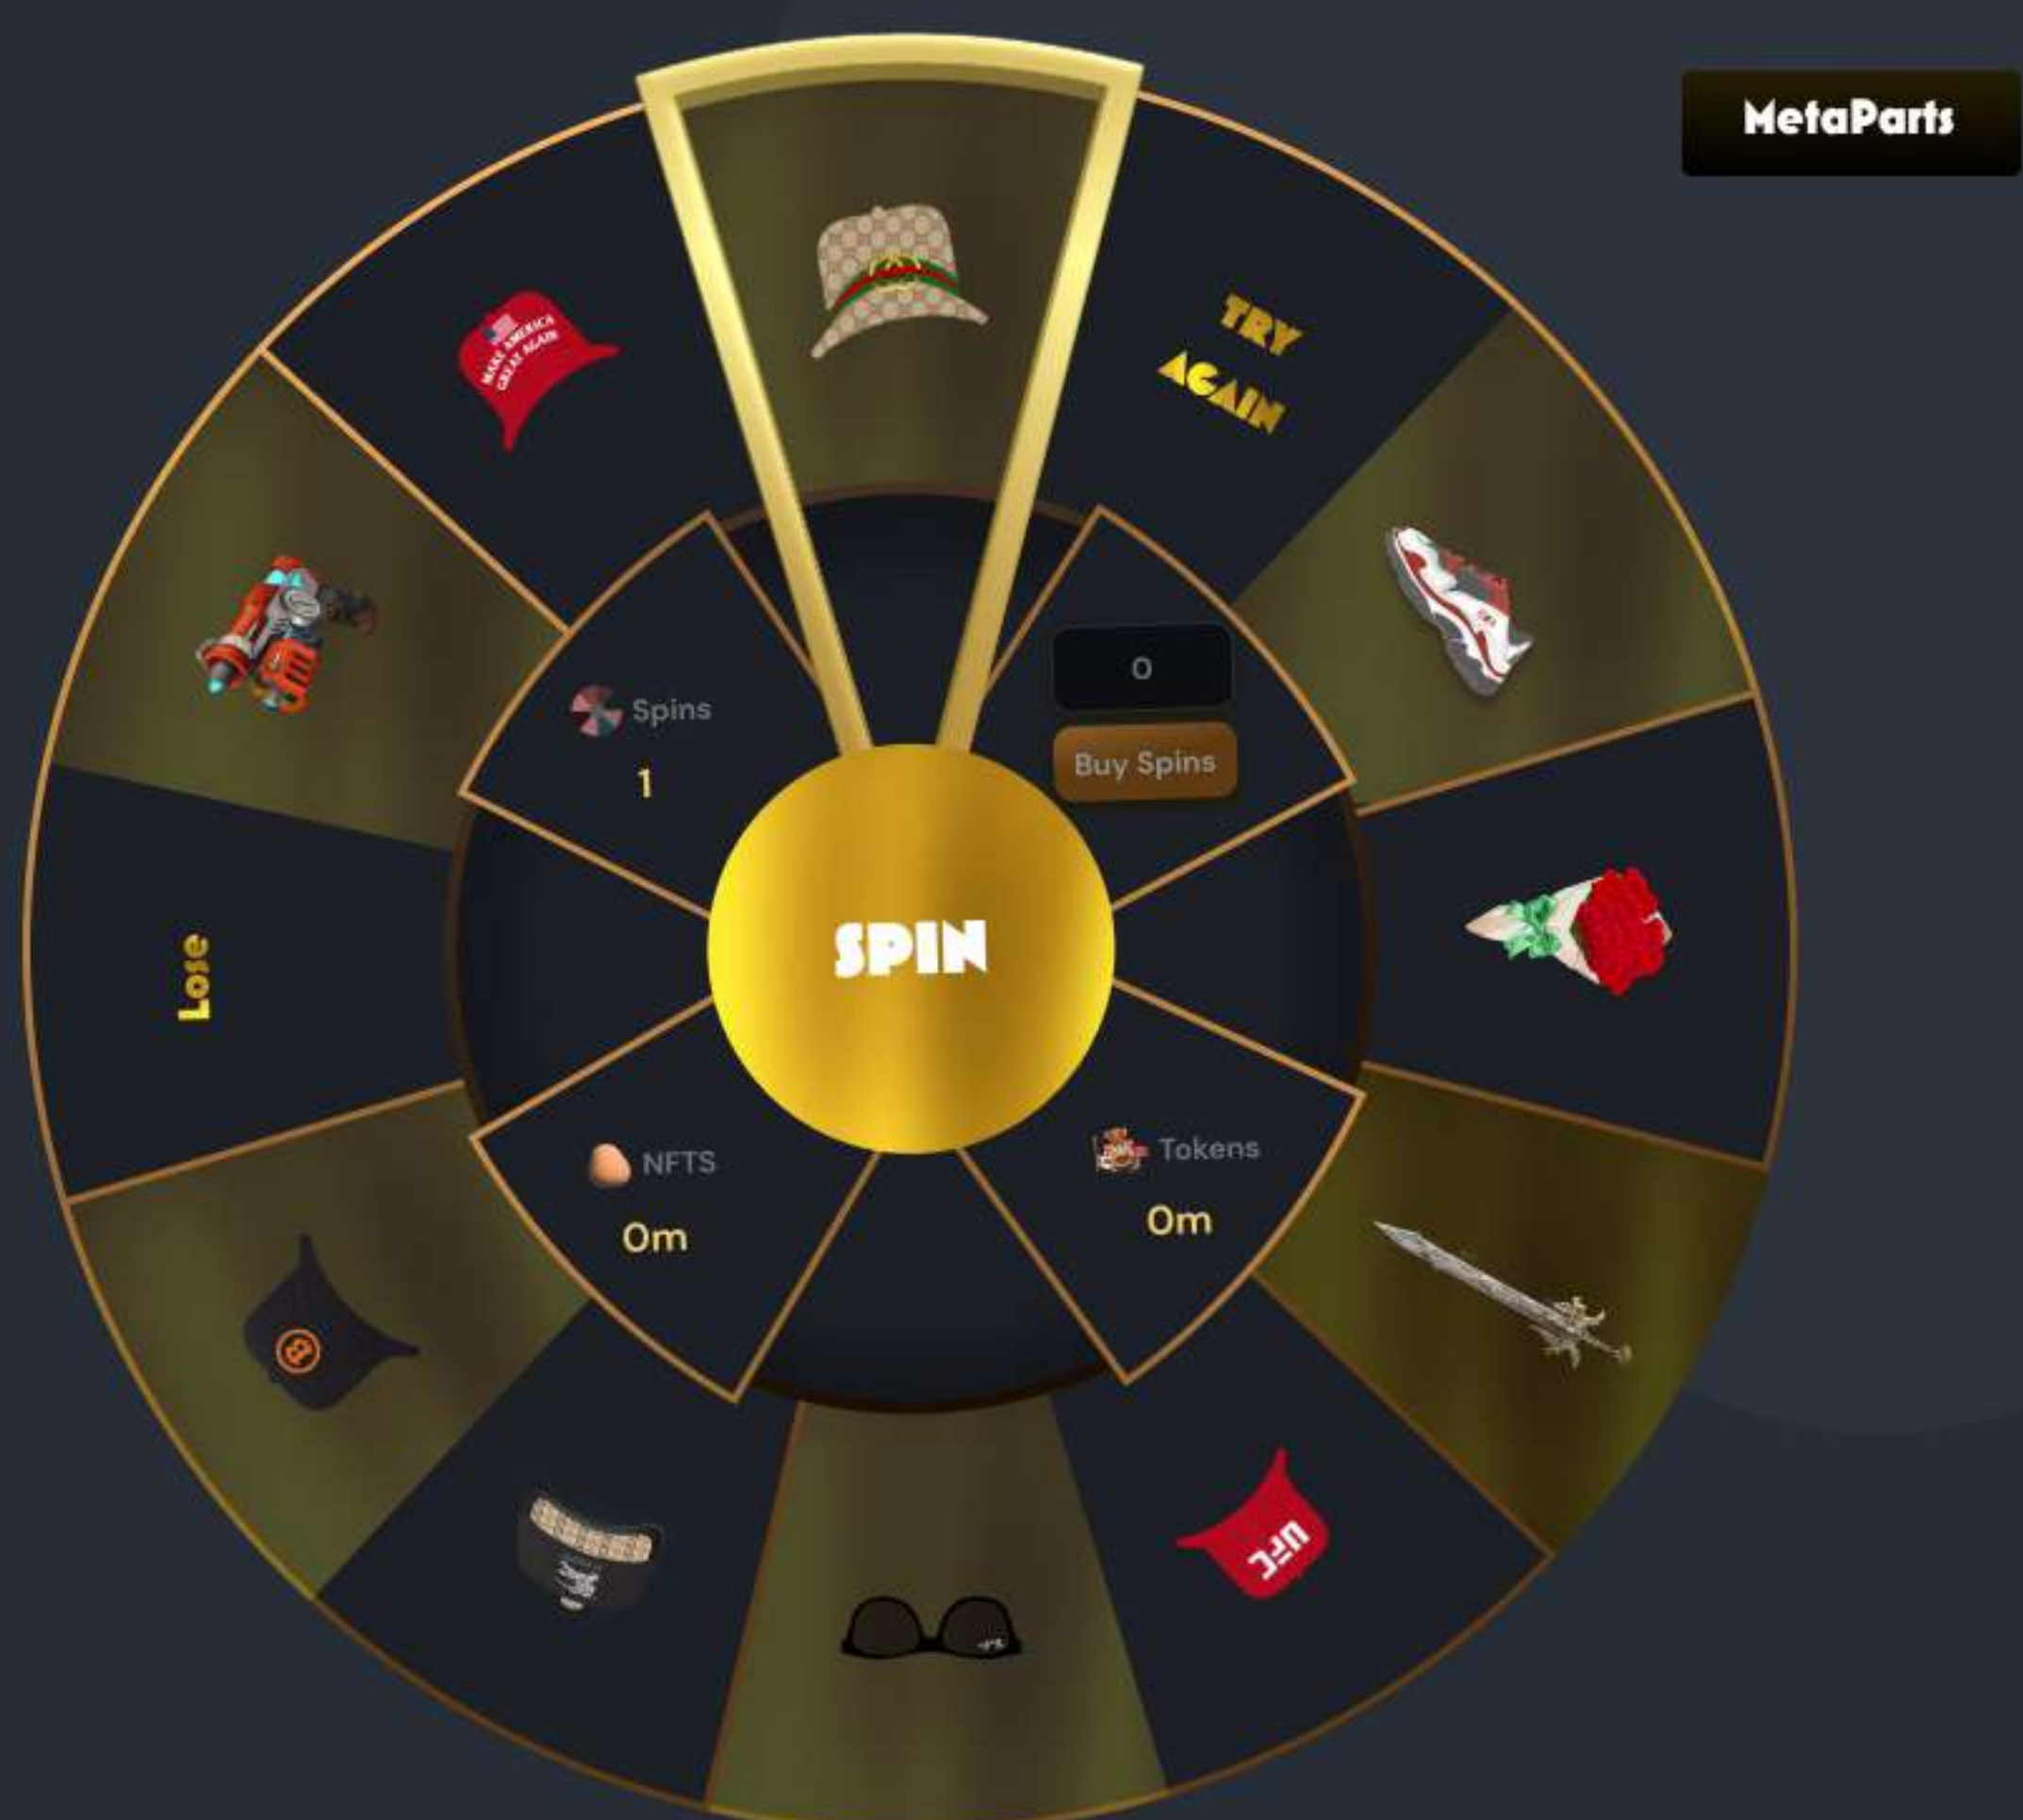 MetaParts
MAKE AMERICA
GREAT AGAIN
TRY
AGAIN
Spins
1
0
Buy Spins
Lose
SPIN
NFTS
0m
Tokens
0m
UFC